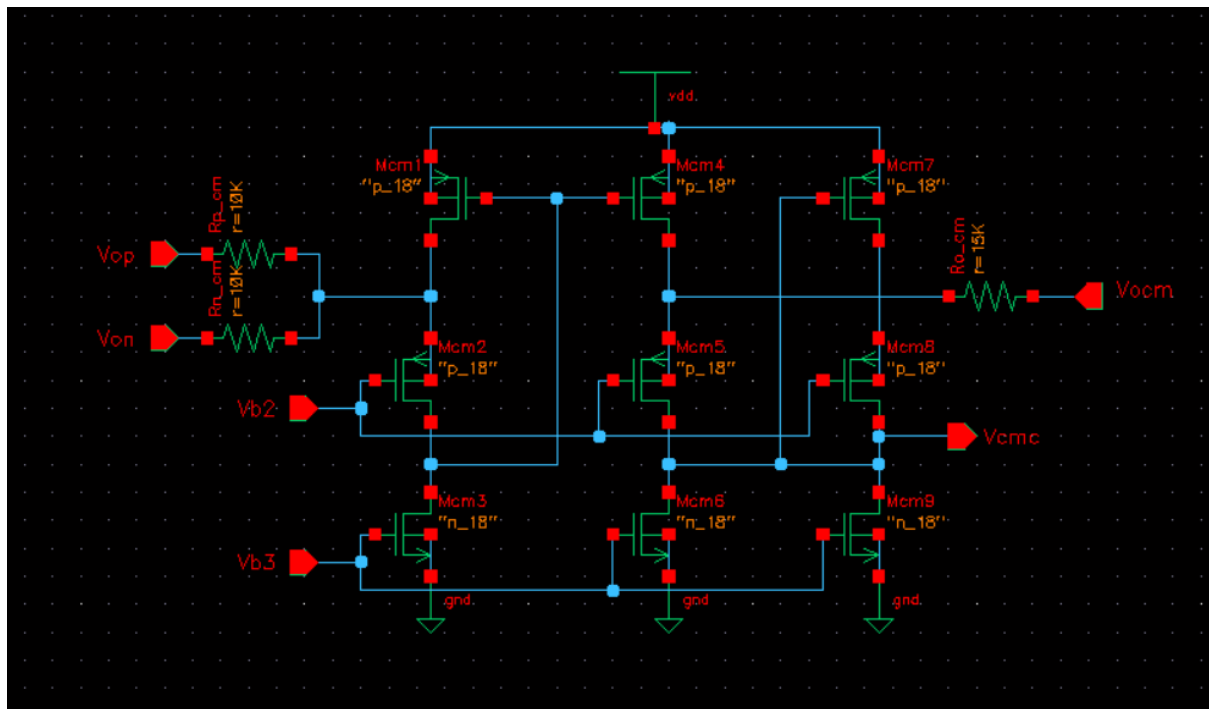 vdd
Mcm1
"p_18"
Mcm4
"p_18"
Mcm7
"p_18"
Rp_cm
r=10K
Vop
Rn_cm
r=10K
Von
Ro_cm
r=15K
Vocm
Mcm2
"p_18"
Mcm5
"p_18"
Mcm8
"p_18"
Vb2
Vcmc
Mcm3
"n_18"
Mcm6
"n_18"
Mcm9
"n_18"
Vb3
gnd
gnd
gnd